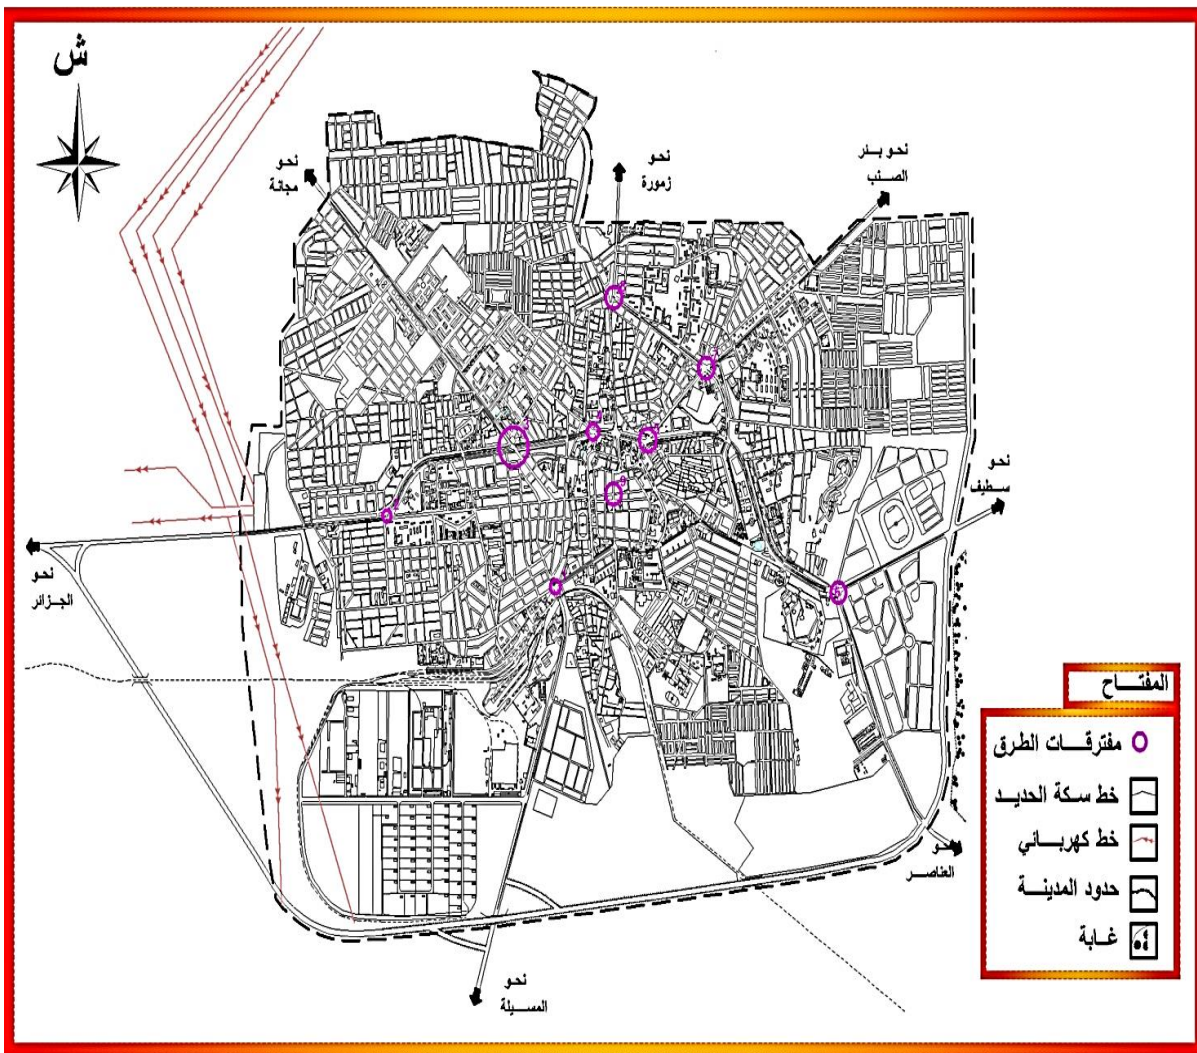 ش
نحو
مجانة
نحو
زمورة
نحو بئر
الصنب
نحو
سطيف
نحو
الجزائر
نحو
العناصر
نحو
المسيلة
المفتاح
مفترقات الطرق
خط سكة الحديد
خط كهربائي
حدود المدينة
غابة